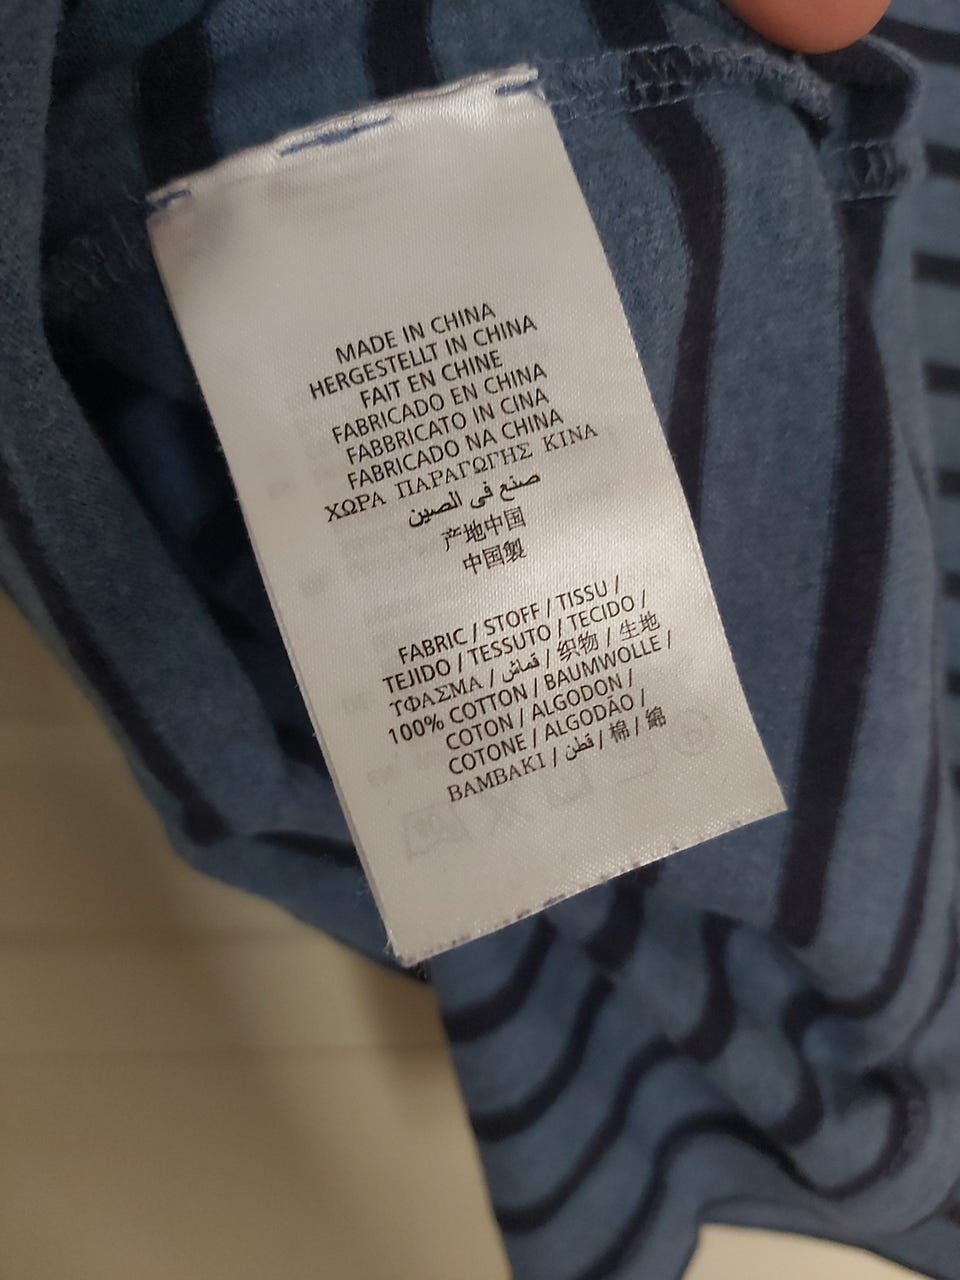 MADE IN CHINA
HERGESTELLT IN CHINA
FAIT EN CHINE
FABRICADO EN CHINA
FABBRICATO IN CINA
FABRICADO NA CHINA
ΧΩΡΑ ΠΑΡΑΓΩΓΗΣ ΚΙΝΑ
صنع في الصين
产地中国
中国製
FABRIC / STOFF / TISSU /
TEJIDO / TESSUTO / TECIDO /
ΤΦΑΣΜΑ / قماش / 织物 / 生地
100% COTTON / BAUMWOLLE /
COTON / ALGODON /
COTONE / ALGODÃO /
BAMBAKI / قطن / 棉 / 綿